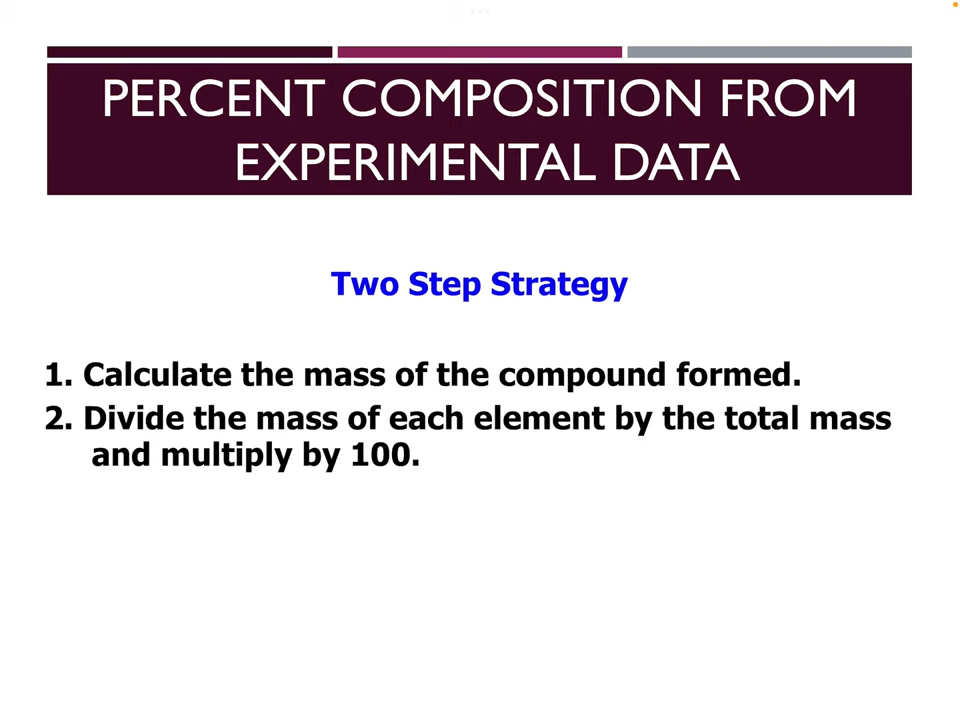 PERCENT COMPOSITION FROM
EXPERIMENTAL DATA
Two Step Strategy
1. Calculate the mass of the compound formed.
2. Divide the mass of each element by the total mass
and multiply by 100.